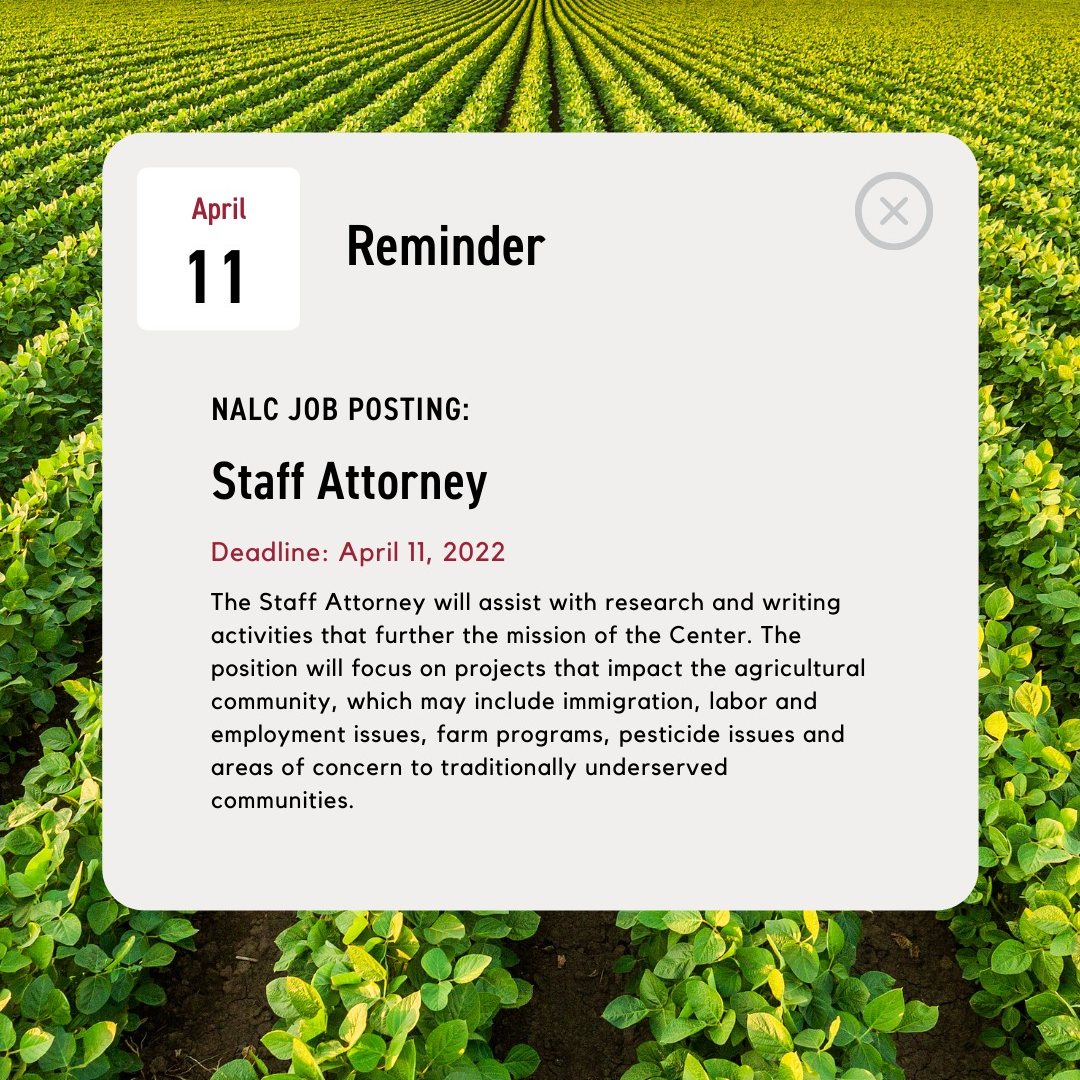 April
11
Reminder
NALC JOB POSTING:
Staff Attorney
Deadline: April 11, 2022
The Staff Attorney will assist with research and writing
activities that further the mission of the Center. The
position will focus on projects that impact the agricultural
community, which may include immigration, labor and
employment issues, farm programs, pesticide issues and
areas of concern to traditionally underserved
communities.